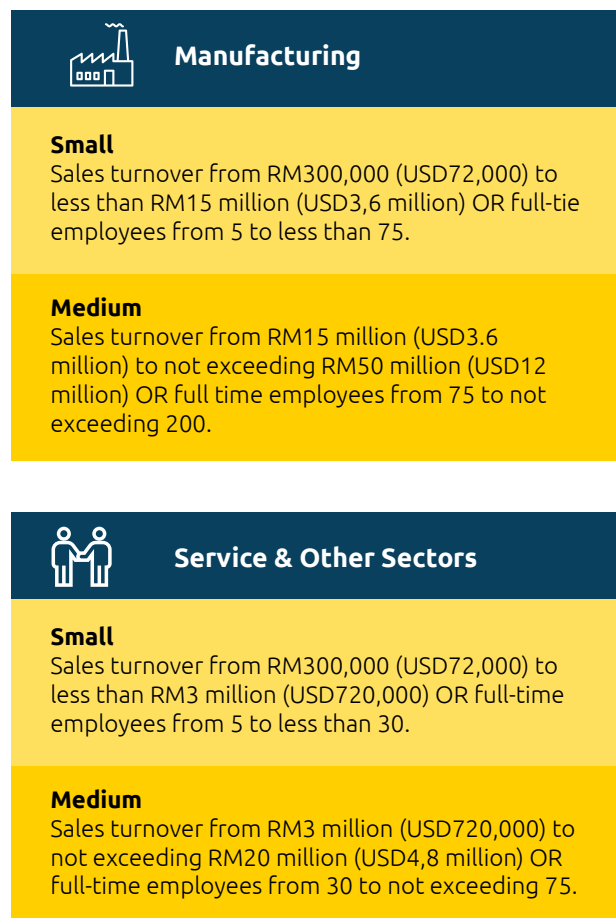 Manufacturing
Small
Sales turnover from RM300,000 (USD72,000) to
less than RM15 million (USD3,6 million) OR full-tie
employees from 5 to less than 75.
Medium
Sales turnover from RM15 million (USD3.6
million) to not exceeding RM50 million (USD12
million) OR full time employees from 75 to not
exceeding 200.
Service & Other Sectors
Small
Sales turnover from RM300,000 (USD72,000) to
less than RM3 million (USD720,000) OR full-time
employees from 5 to less than 30.
Medium
Sales turnover from RM3 million (USD720,000) to
not exceeding RM20 million (USD4,8 million) OR
full-time employees from 30 to not exceeding 75.